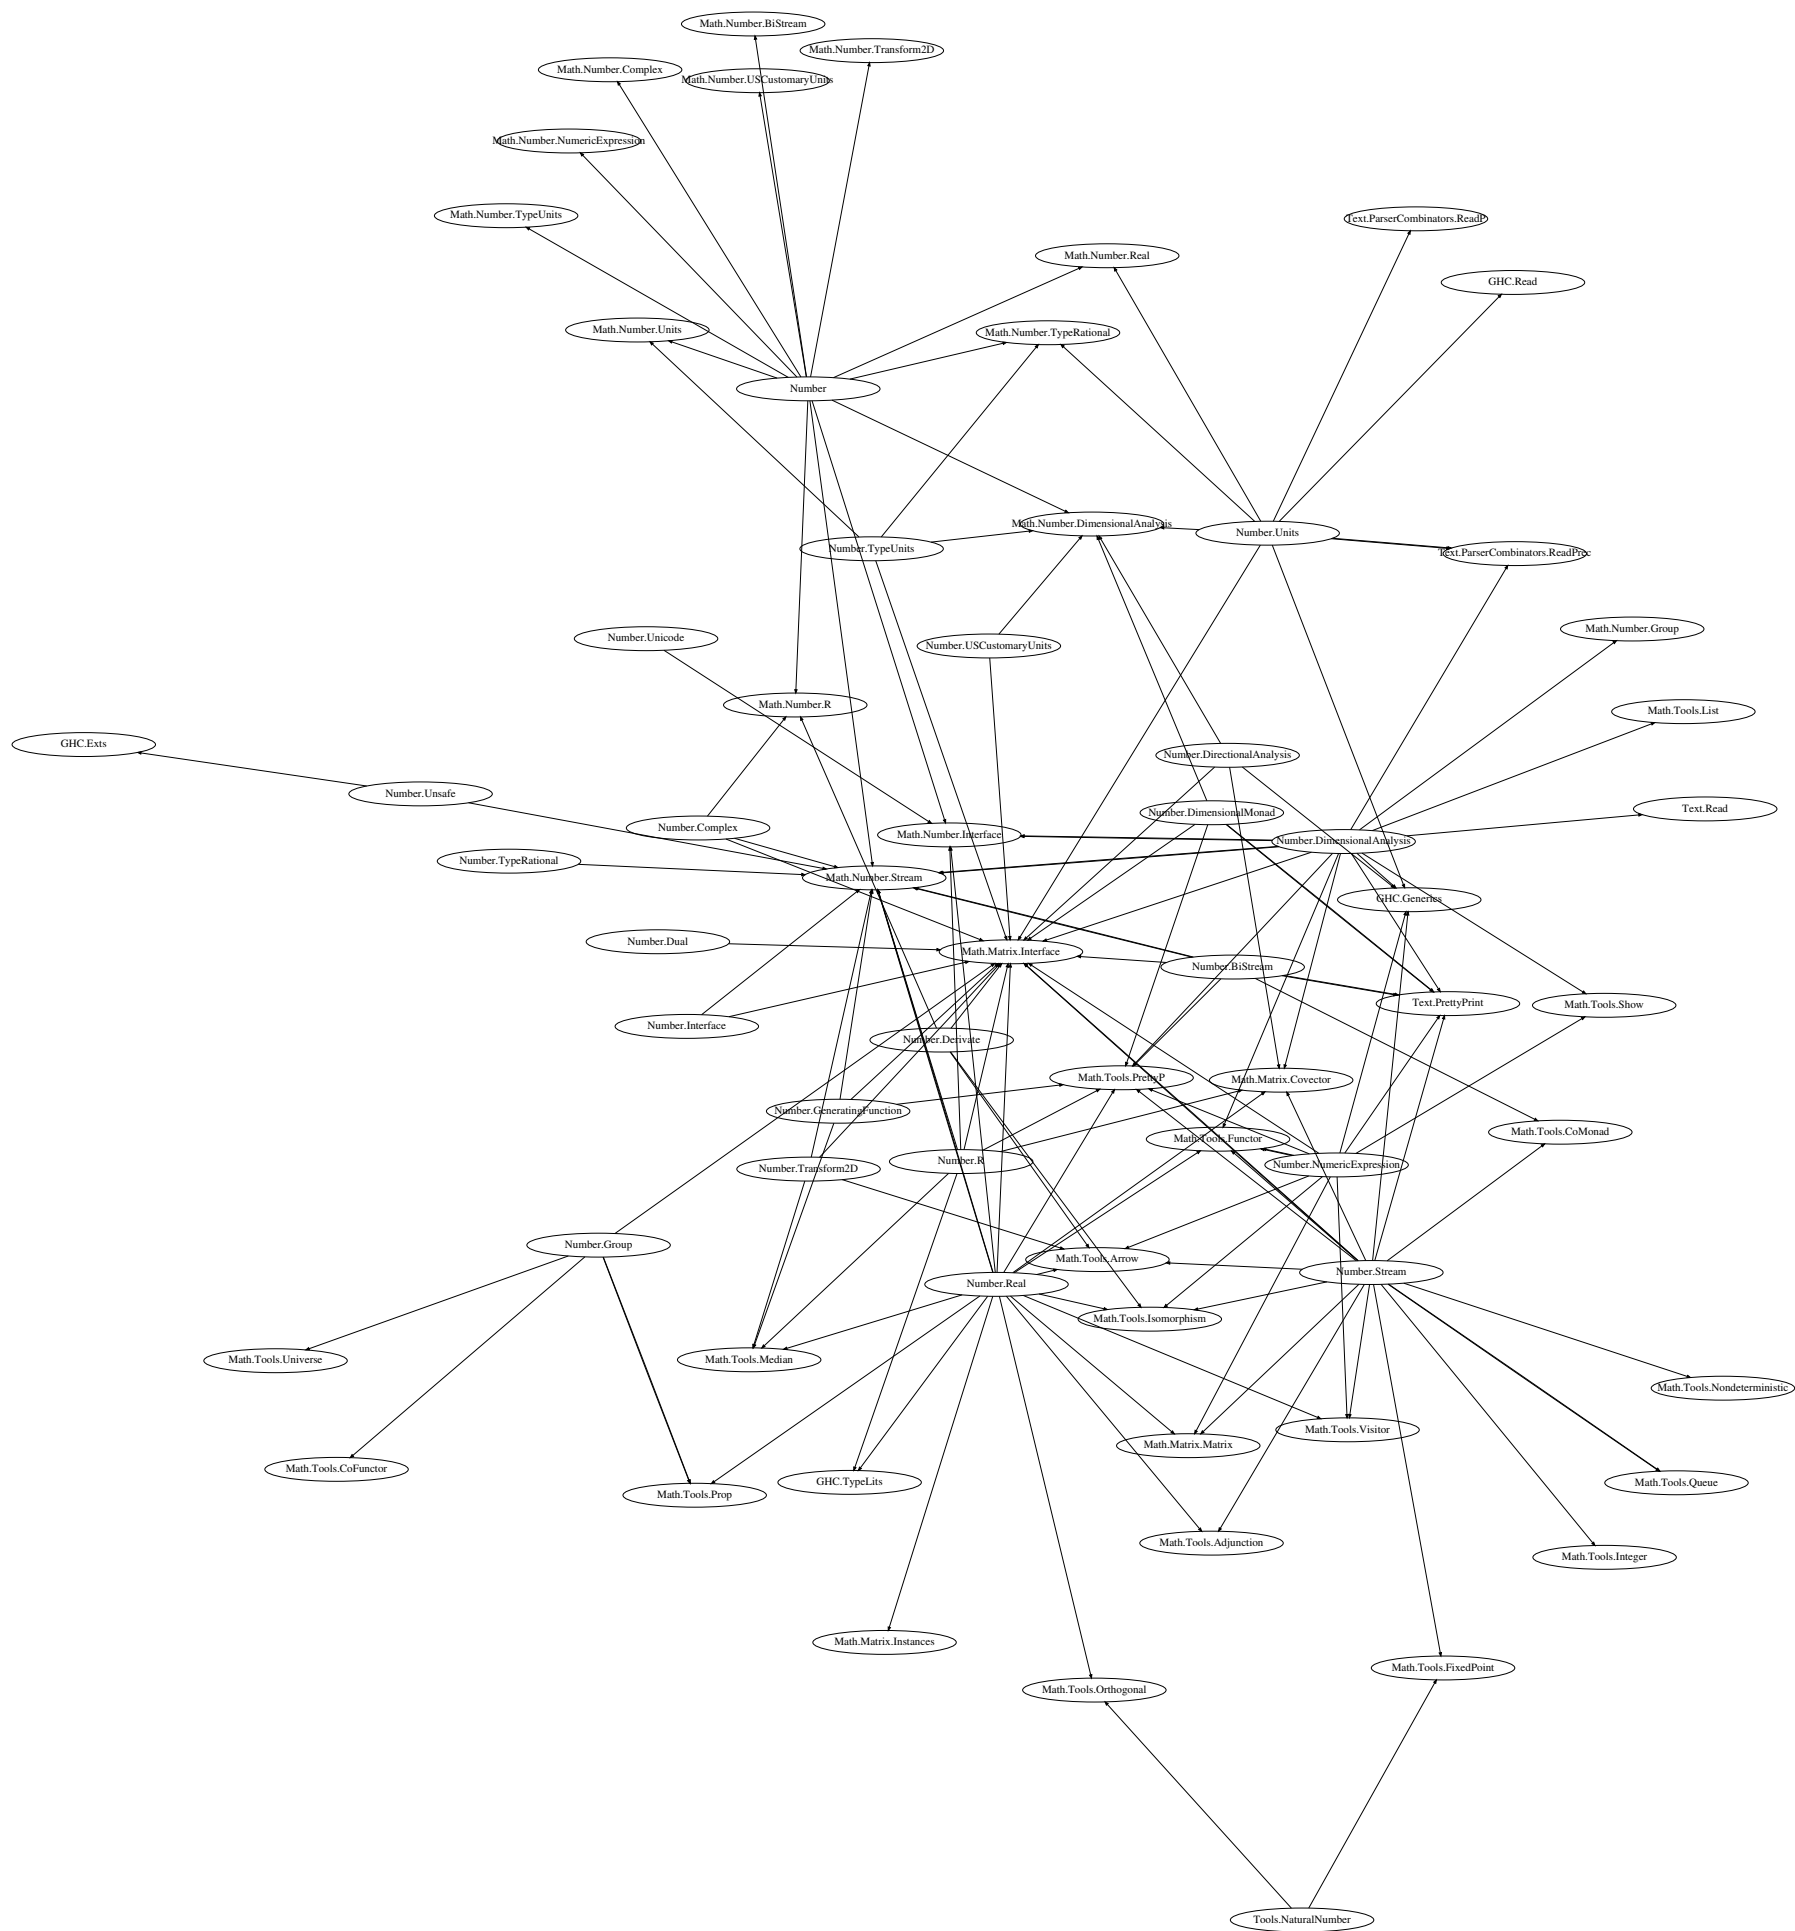 Math.Number.BiStream
Math.Number.Transform2D
Math.Number.Complex
Math.Number.USCustomaryUnits
Math.Number.NumericExpression
Math.Number.TypeUnits
Text.ParserCombinators.ReadP
Math.Number.Real
GHC.Read
Math.Number.Units
Math.Number.TypeRational
Number
Math.Number.DimensionalAnalysis
Number.Units
Number.TypeUnits
Text.ParserCombinators.ReadPrec
Number.Unicode
Number.USCustomaryUnits
Math.Number.Group
Math.Number.R
Math.Tools.List
GHC.Exts
Number.DirectionalAnalysis
Number.Unsafe
Number.DimensionalMonad
Text.Read
Number.Complex
Math.Number.Interface
Number.DimensionalAnalysis
Number.TypeRational
Math.Number.Stream
GHC.Generics
Number.Dual
Math.Matrix.Interface
Number.BiStream
Text.PrettyPrint
Math.Tools.Show
Number.Interface
Number.Derivate
Math.Tools.PrettyP
Math.Matrix.Covector
Number.GeneratingFunction
Math.Tools.Functor
Math.Tools.CoMonad
Number.Transform2D
Number.R
Number.NumericExpression
Number.Group
Math.Tools.Arrow
Number.Real
Number.Stream
Math.Tools.Isomorphism
Math.Tools.Universe
Math.Tools.Median
Math.Tools.Nondeterministic
Math.Tools.Visitor
Math.Matrix.Matrix
Math.Tools.CoFunctor
GHC.TypeLits
Math.Tools.Queue
Math.Tools.Prop
Math.Tools.Adjunction
Math.Tools.Integer
Math.Matrix.Instances
Math.Tools.FixedPoint
Math.Tools.Orthogonal
Tools.NaturalNumber